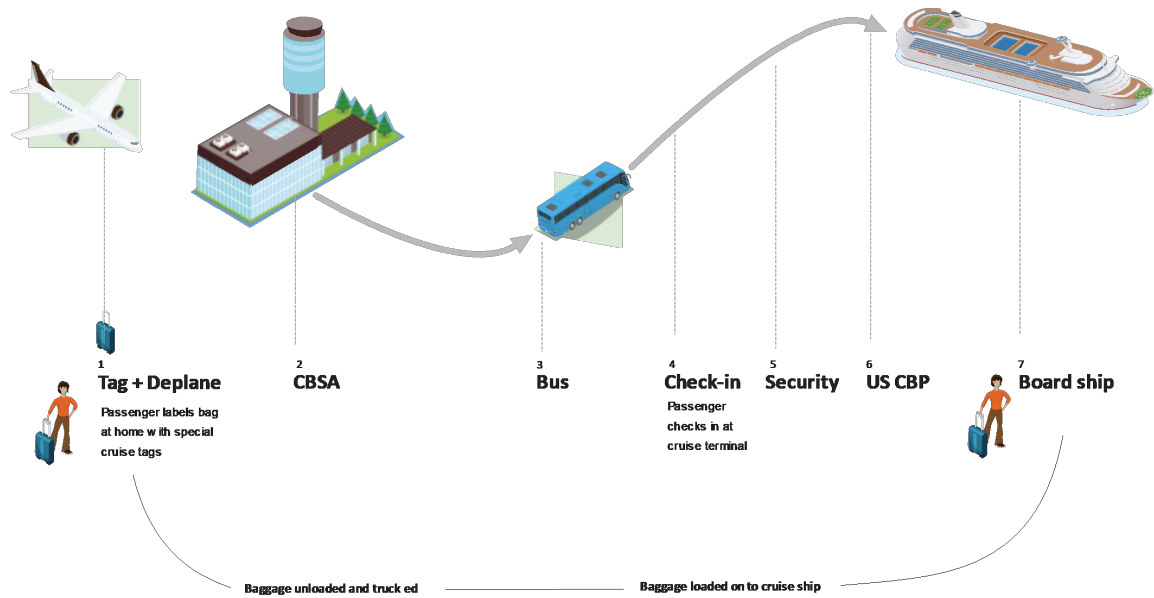 1
Tag + Deplane
Passenger labels bag
at home with special
cruise tags
2
CBSA
3
Bus
4
Check-in
Passenger
checks in at
cruise terminal
5
Security
6
US CBP
7
Board ship
Baggage unloaded and truck ed
Baggage loaded on to cruise ship